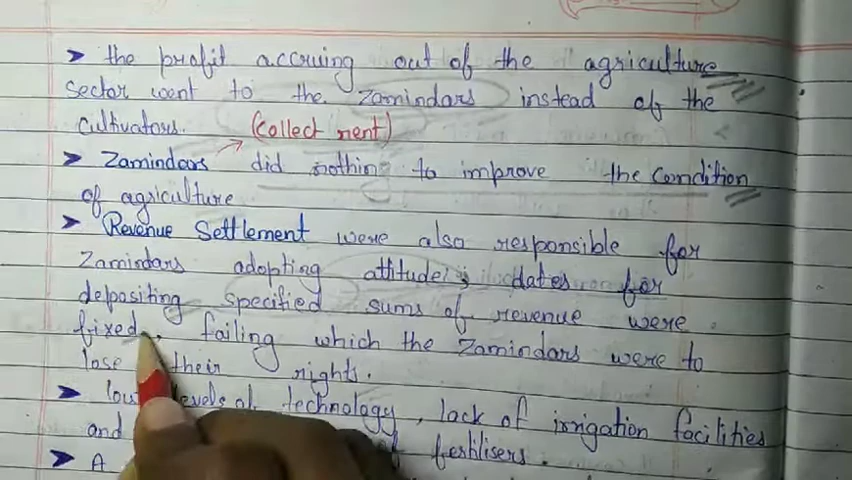 ➤ the profit accruing out of the agriculture
sector went to the zamindars instead of the
cultivators. (collect rent)
➤ Zamindars did nothing to improve the condition
of agriculture
➤ Revenue Settlement were also responsible for
Zamindars adopting attitude; dates for
depositing specified sums of revenue were
fixed, failing which the zamindars were to
lose their rights.
➤ low levels of technology, lack of irrigation facilities
and of fertilisers.
➤ A